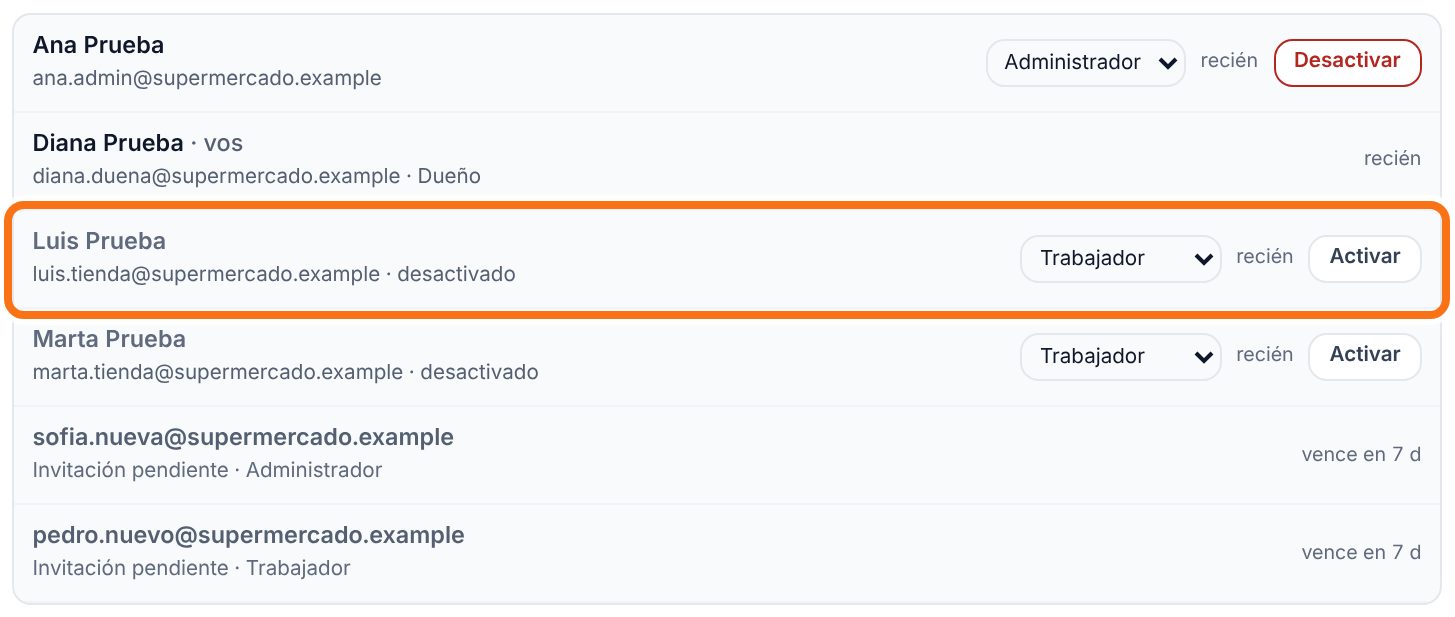 Ana Prueba
ana.admin@supermercado.example
Administrador
recién
Desactivar
Diana Prueba · vos
diana.duena@supermercado.example · Dueño
recién
Luis Prueba
luis.tienda@supermercado.example · desactivado
Trabajador
recién
Activar
Marta Prueba
marta.tienda@supermercado.example · desactivado
Trabajador
recién
Activar
sofia.nueva@supermercado.example
Invitación pendiente · Administrador
vence en 7 d
pedro.nuevo@supermercado.example
Invitación pendiente · Trabajador
vence en 7 d